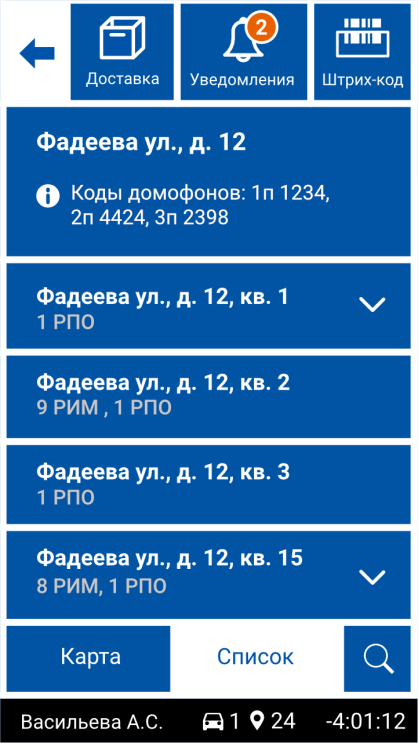 2
Доставка
Уведомления
Штрих-код
Фадеева ул., д. 12
Коды домофонов: 1п 1234,
2п 4424, 3п 2398
Фадеева ул., д. 12, кв. 1
1 РПО
Фадеева ул., д. 12, кв. 2
9 РИМ , 1 РПО
Фадеева ул., д. 12, кв. 3
1 РПО
Фадеева ул., д. 12, кв. 15
8 РИМ, 1 РПО
Карта
Список
Васильева А.С. 1 24 -4:01:12